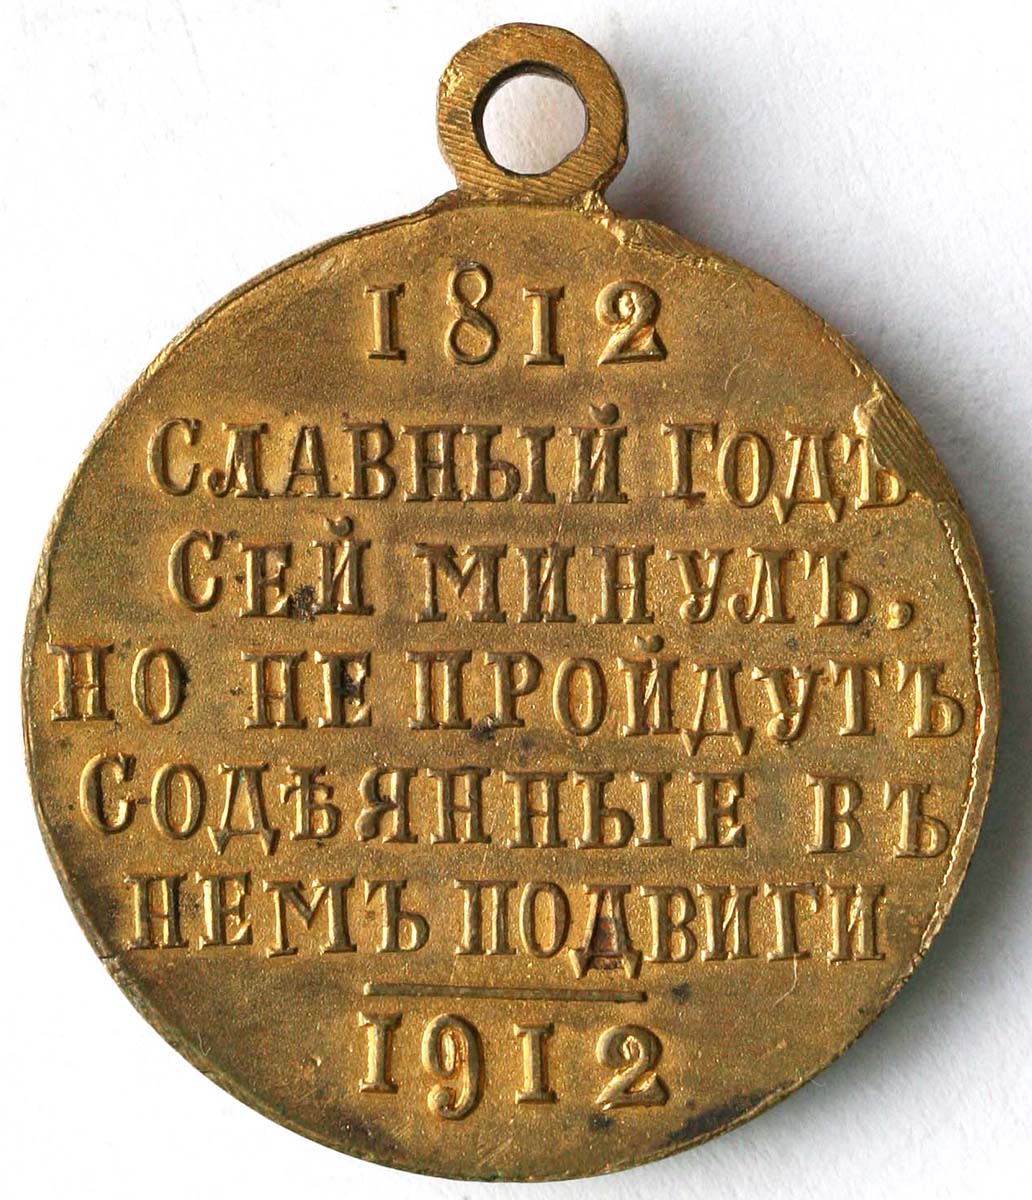 1812
СЛАВНЫЙ ГОДЪ
СЕЙ МИНУЛЪ,
НО НЕ ПРОЙДУТЪ
СОДѢЯННЫЕ ВЪ
НЕМЪ ПОДВИГИ
1912